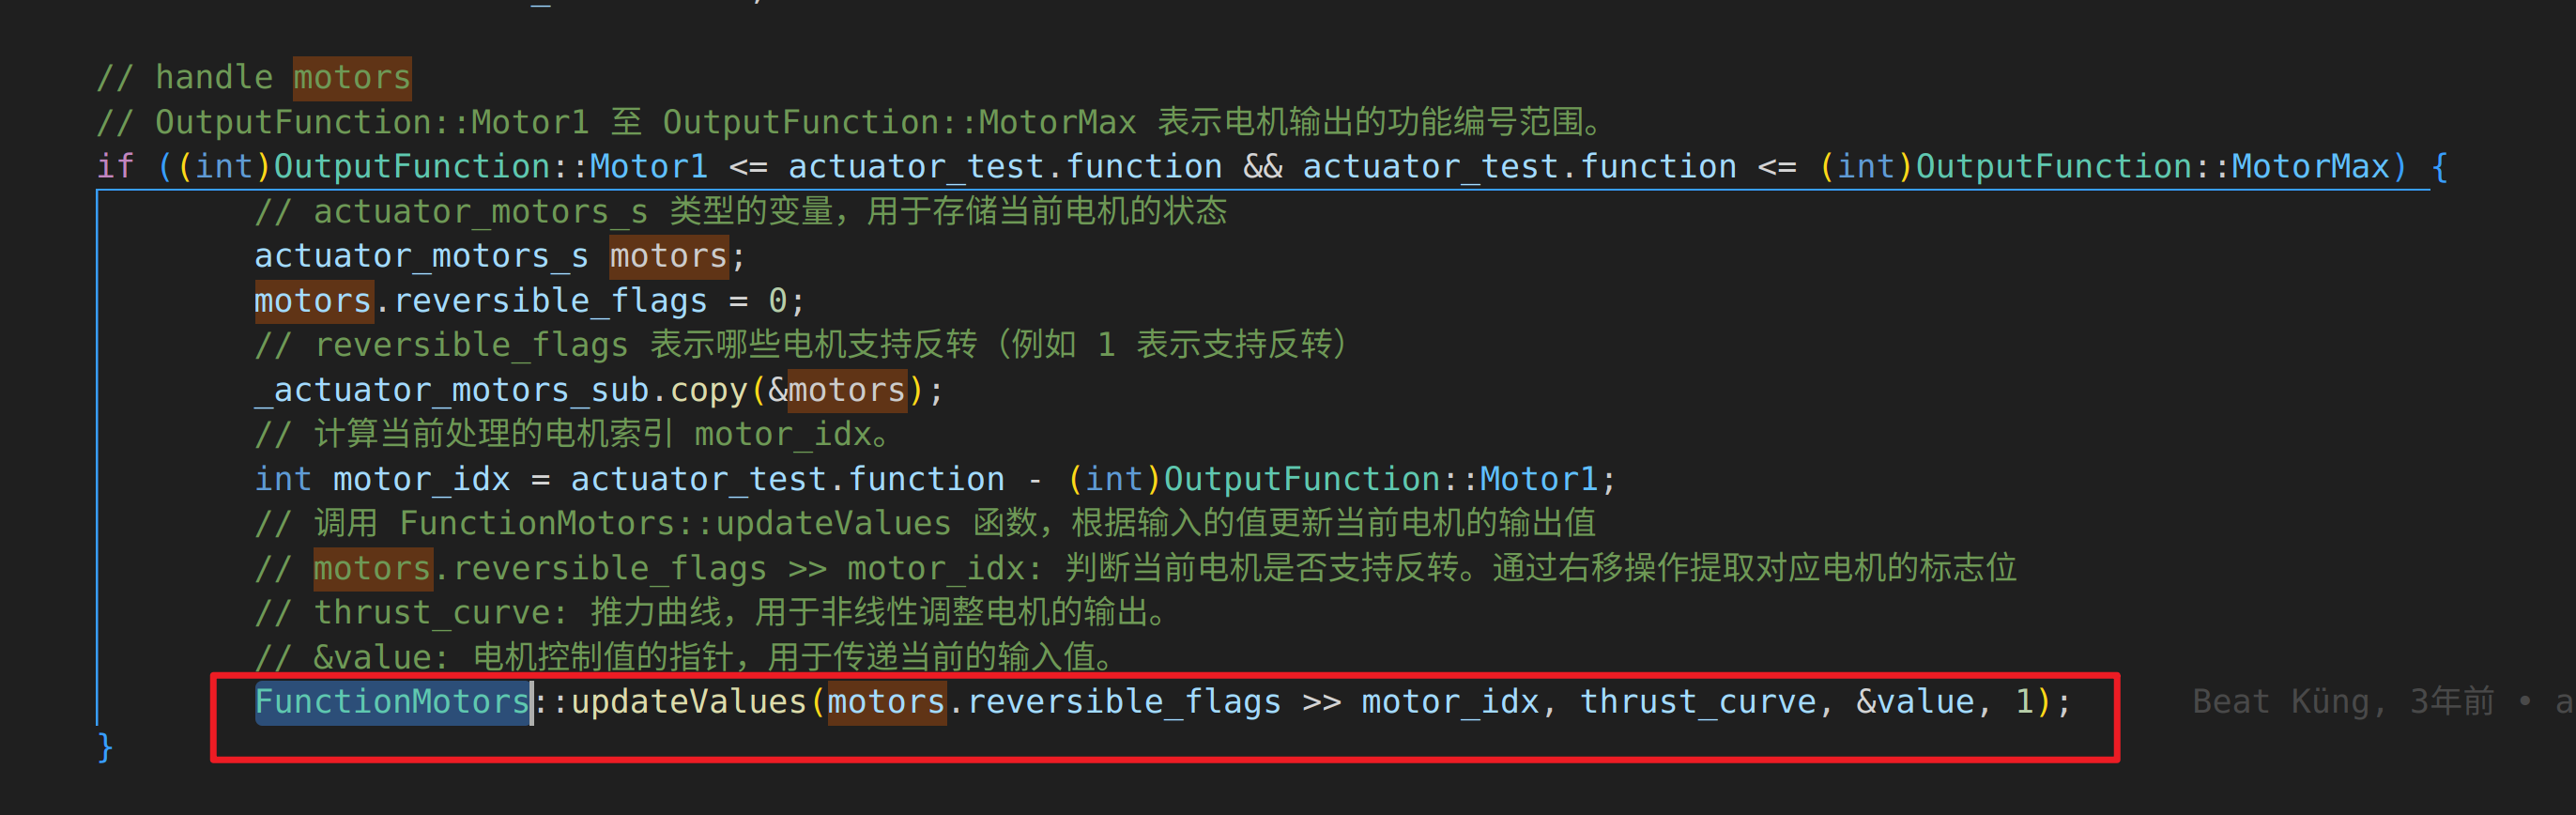 // handle motors
// OutputFunction::Motor1 至 OutputFunction::MotorMax 表示电机输出的功能编号范围。
if ((int)OutputFunction::Motor1 <= actuator_test.function && actuator_test.function <= (int)OutputFunction::MotorMax) {
// actuator_motors_s 类型的变量，用于存储当前电机的状态
actuator_motors_s motors;
motors.reversible_flags = 0;
// reversible_flags 表示哪些电机支持反转（例如 1 表示支持反转）
_actuator_motors_sub.copy(&motors);
// 计算当前处理的电机索引 motor_idx。
int motor_idx = actuator_test.function - (int)OutputFunction::Motor1;
// 调用 FunctionMotors::updateValues 函数，根据输入的值更新当前电机的输出值
// motors.reversible_flags >> motor_idx: 判断当前电机是否支持反转。通过右移操作提取对应电机的标志位
// thrust_curve: 推力曲线，用于非线性调整电机的输出。
// &value: 电机控制值的指针，用于传递当前的输入值。
FunctionMotors::updateValues(motors.reversible_flags >> motor_idx, thrust_curve, &value, 1); Beat Küng, 3年前 • a
}